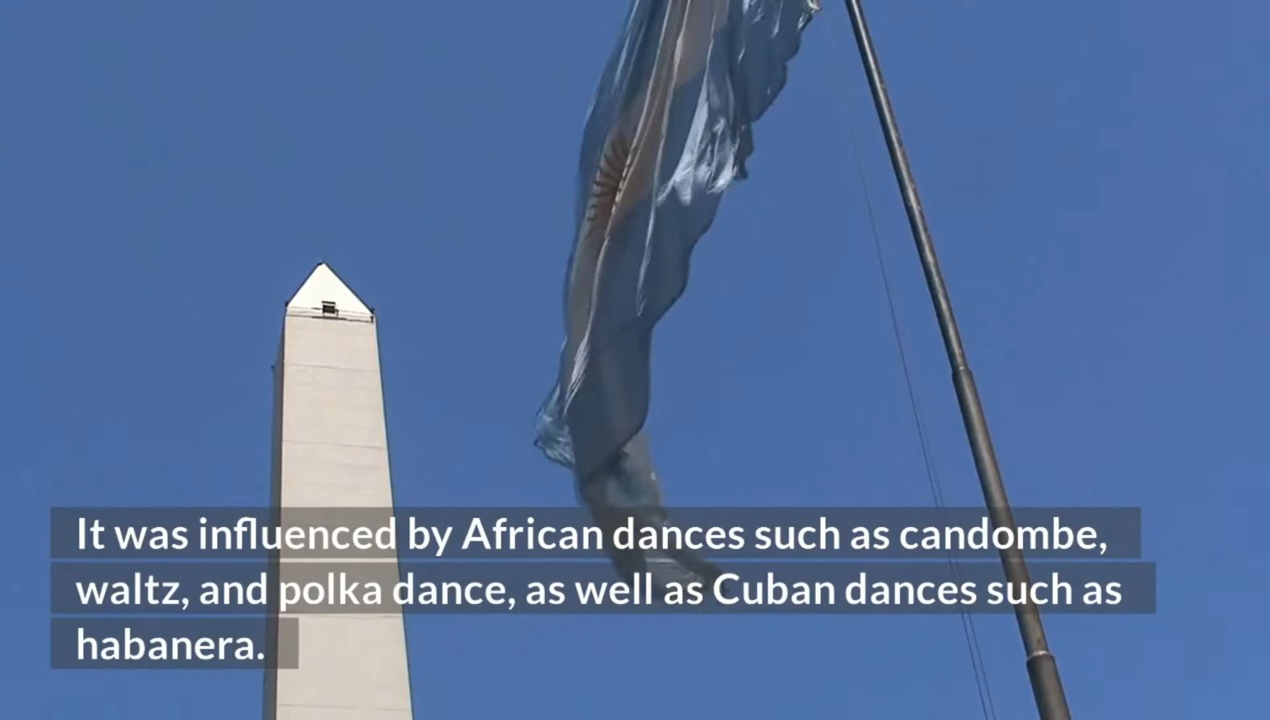 It was influenced by African dances such as candombe,
waltz, and polka dance, as well as Cuban dances such as
habanera.